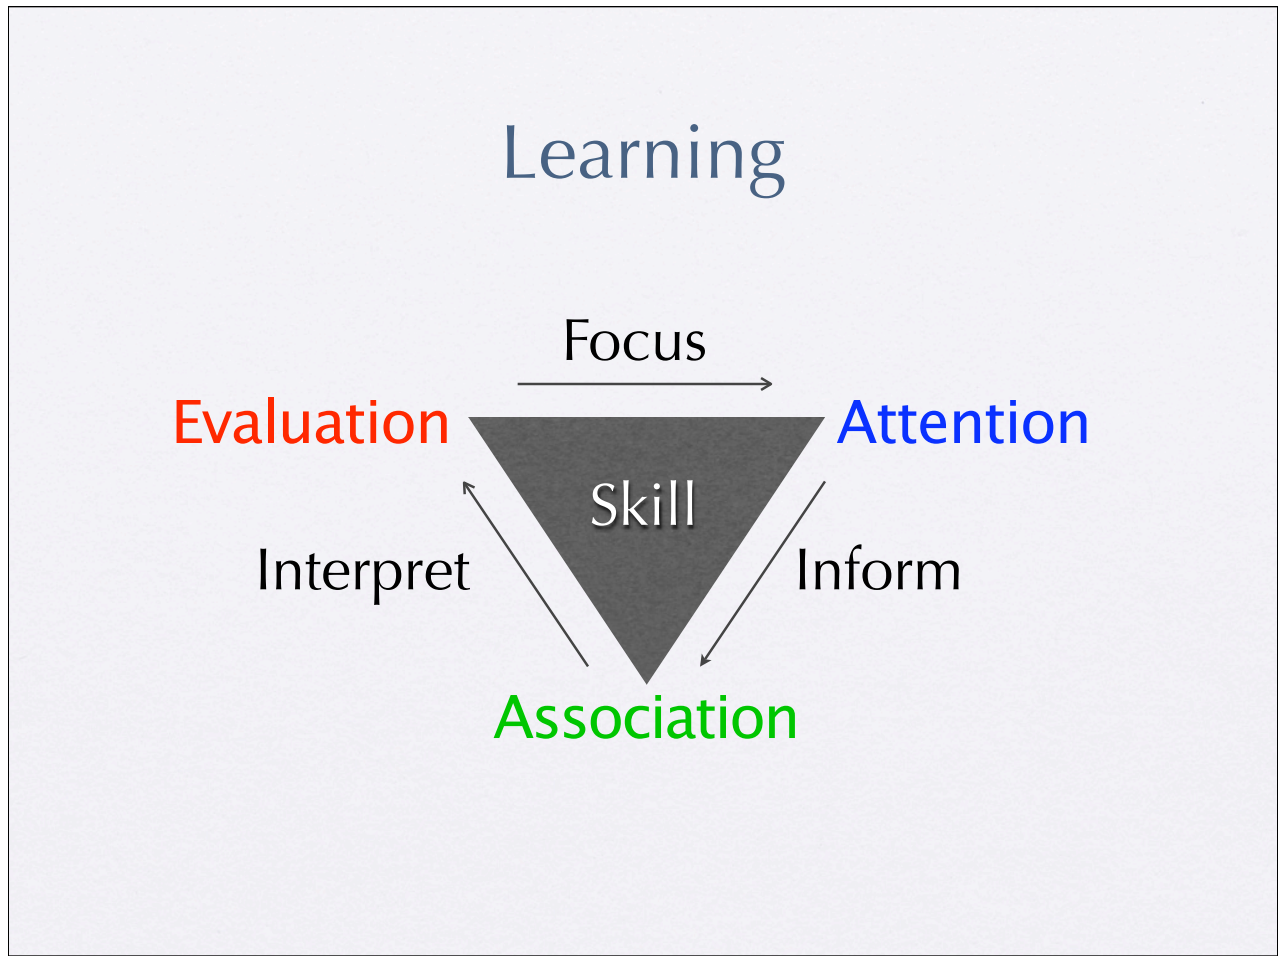 Learning
Focus
Evaluation
Attention
Skill
Interpret
Inform
Association